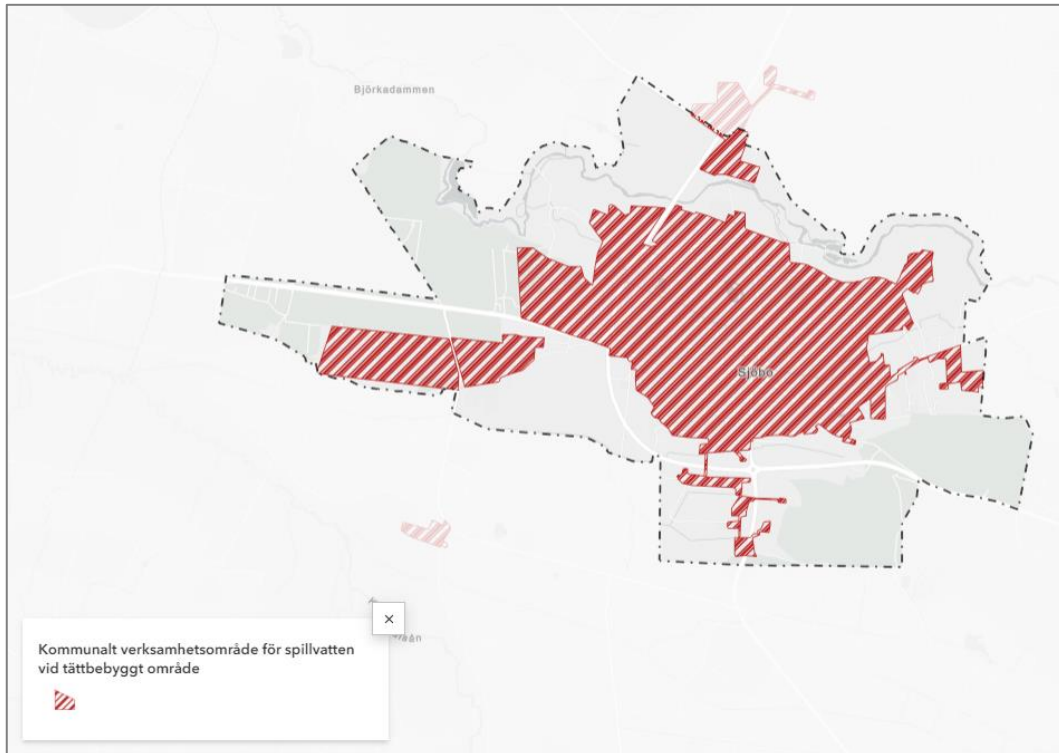 Björkadammen
Sjöbo
Kommunalt verksamhetsområde för spillvatten
vid tättbebyggt område